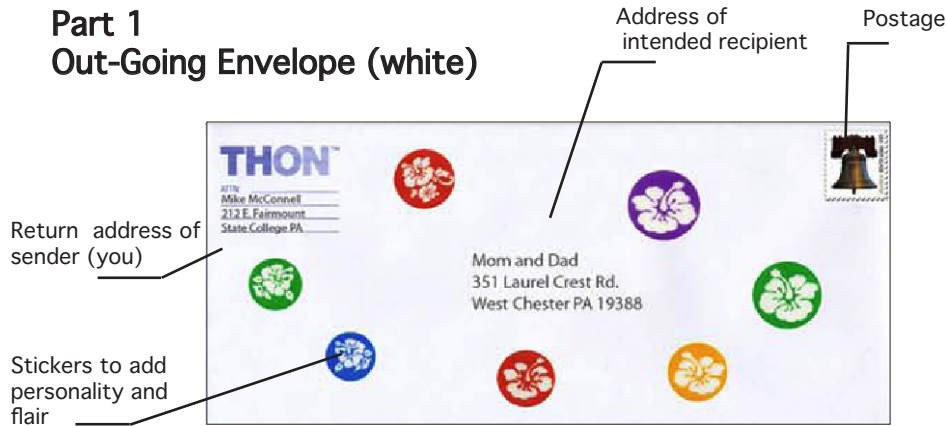 Part 1
Out-Going Envelope (white)
Address of
intended recipient
Postage
THON™
ATTN:
Mike McConnell
212 E. Fairmount
State College PA
Return address of
sender (you)
Mom and Dad
351 Laurel Crest Rd.
West Chester PA 19388
Stickers to add
personality and
flair